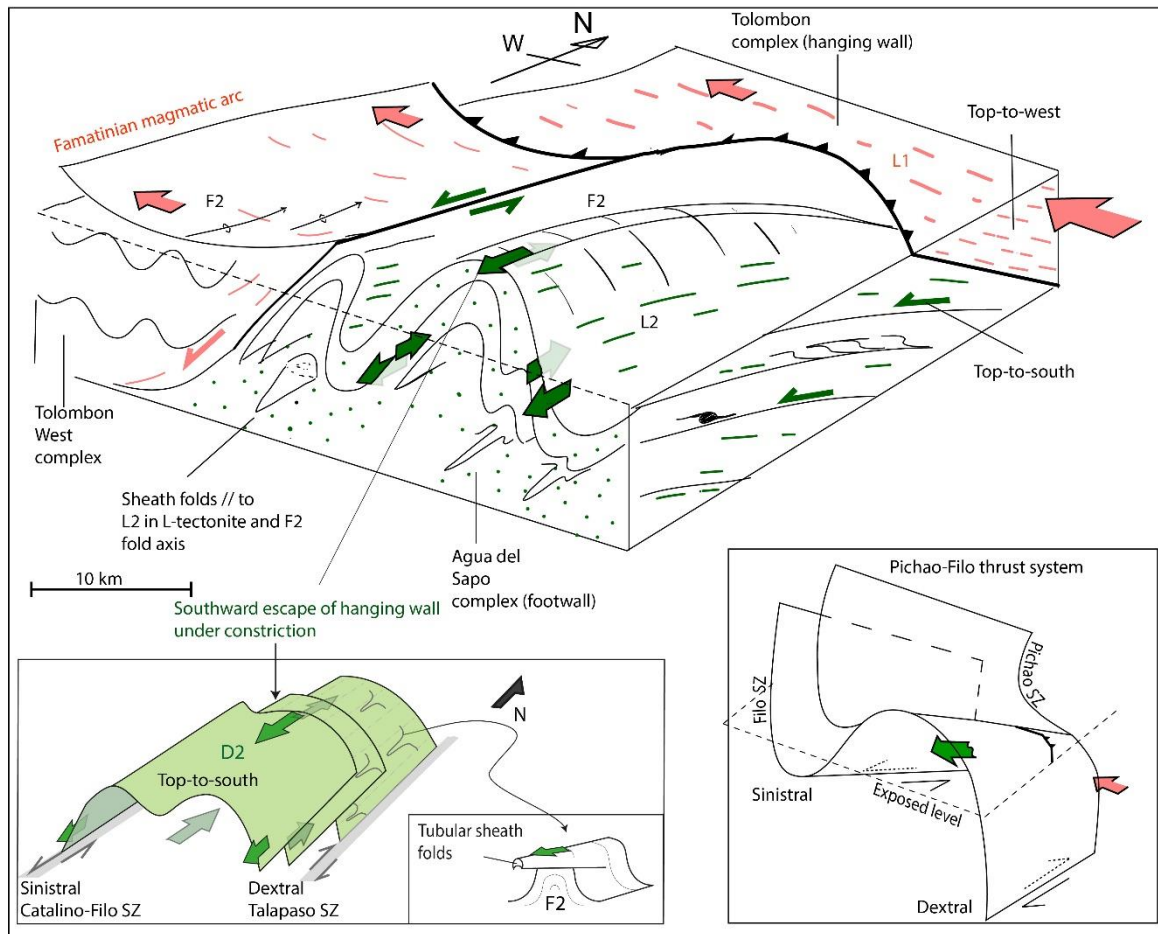 Tolombon
complex (hanging wall)
N
W
Top-to-west
Famatinian magmatic arc
L1
F2
F2
L2
Top-to-south
Tolombon
West
complex
Sheath folds // to
L2 in L-tectonite and F2
fold axis
Agua del
Sapo
complex (footwall)
10 km
Southward escape of hanging wall
under constriction
N
D2
Top-to-south
Tubular sheath
folds
F2
Sinistral
Catalino-Filo SZ
Dextral
Talapaso SZ
Pichao-Filo thrust system
Filo SZ
Pichao SZ
Sinistral
Exposed level
Dextral